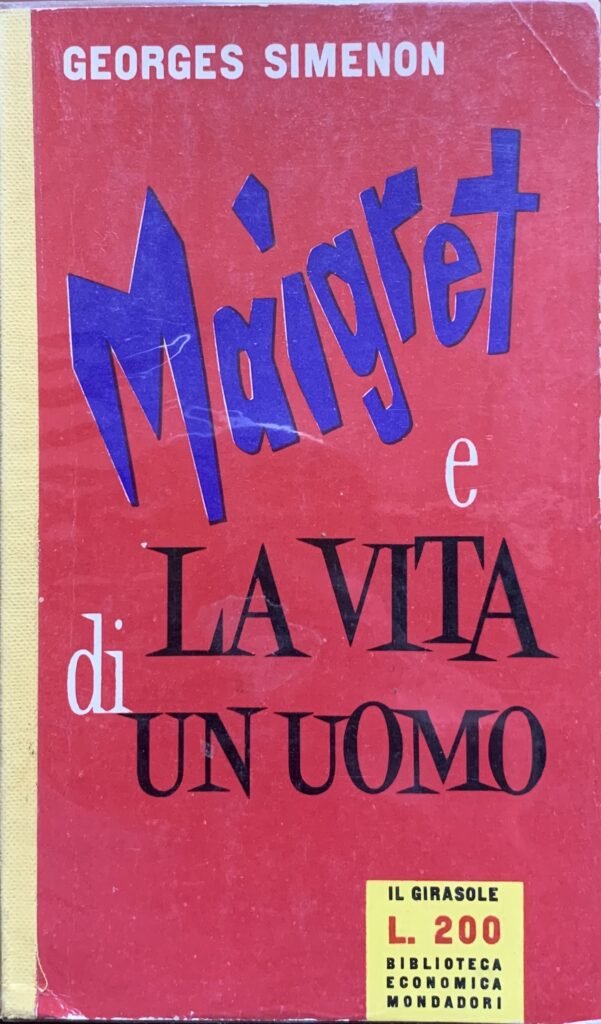 GEORGES SIMENON
Maigret
e
LA VITA
di
UN UOMO
IL GIRASOLE
L. 200
BIBLIOTECA
ECONOMICA
MONDADORI